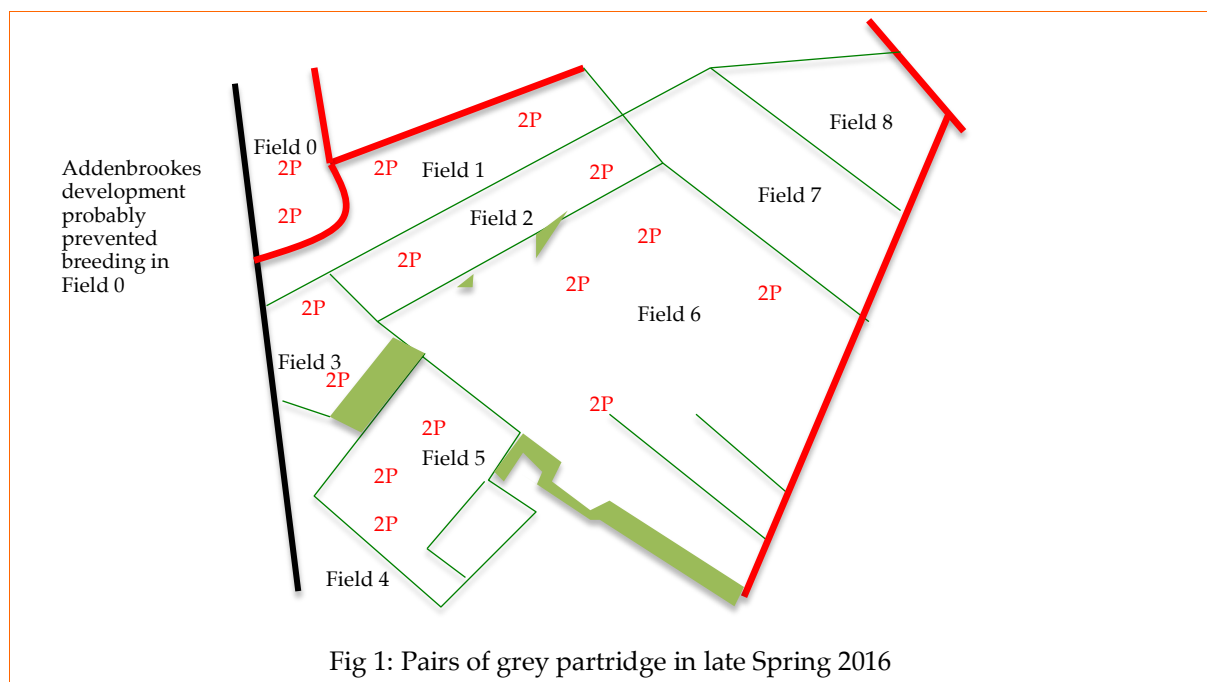 2P
Field 8
Field 0
Addenbrookes
development
probably
prevented
breeding in
Field 0
2P
2P
Field 1
2P
Field 7
2P
Field 2
2P
2P
2P
2P
2P
Field 6
Field 3
2P
2P
2P
Field 5
2P
2P
Field 4
Fig 1: Pairs of grey partridge in late Spring 2016